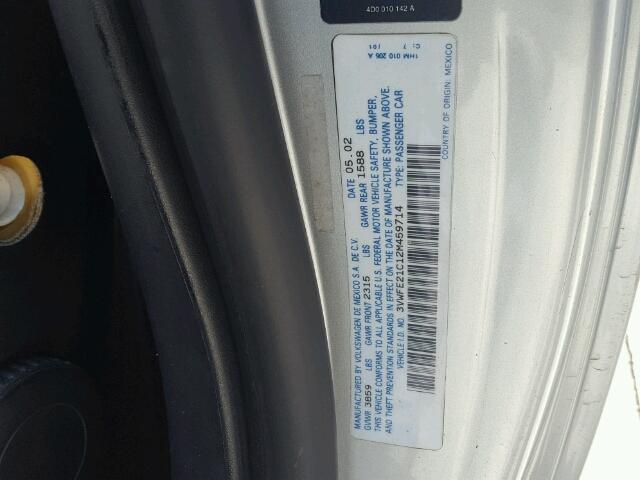 4D0 010 142 A
1HM 010 206 A
MANUFACTURED BY VOLKSWAGEN DE MEXICO S.A. DE C.V. DATE 05.02
GVWR 3859 LBS GAWR FRONT 2315 LBS GAWR REAR 1588 LBS
THIS VEHICLE CONFORMS TO ALL APPLICABLE U.S. FEDERAL MOTOR VEHICLE SAFETY, BUMPER,
AND THEFT PREVENTION STANDARDS IN EFFECT ON THE DATE OF MANUFACTURE SHOWN ABOVE.
VEHICLE I.D. NO. 3VWFE21C12M459714 TYPE: PASSENGER CAR
COUNTRY OF ORIGIN: MEXICO